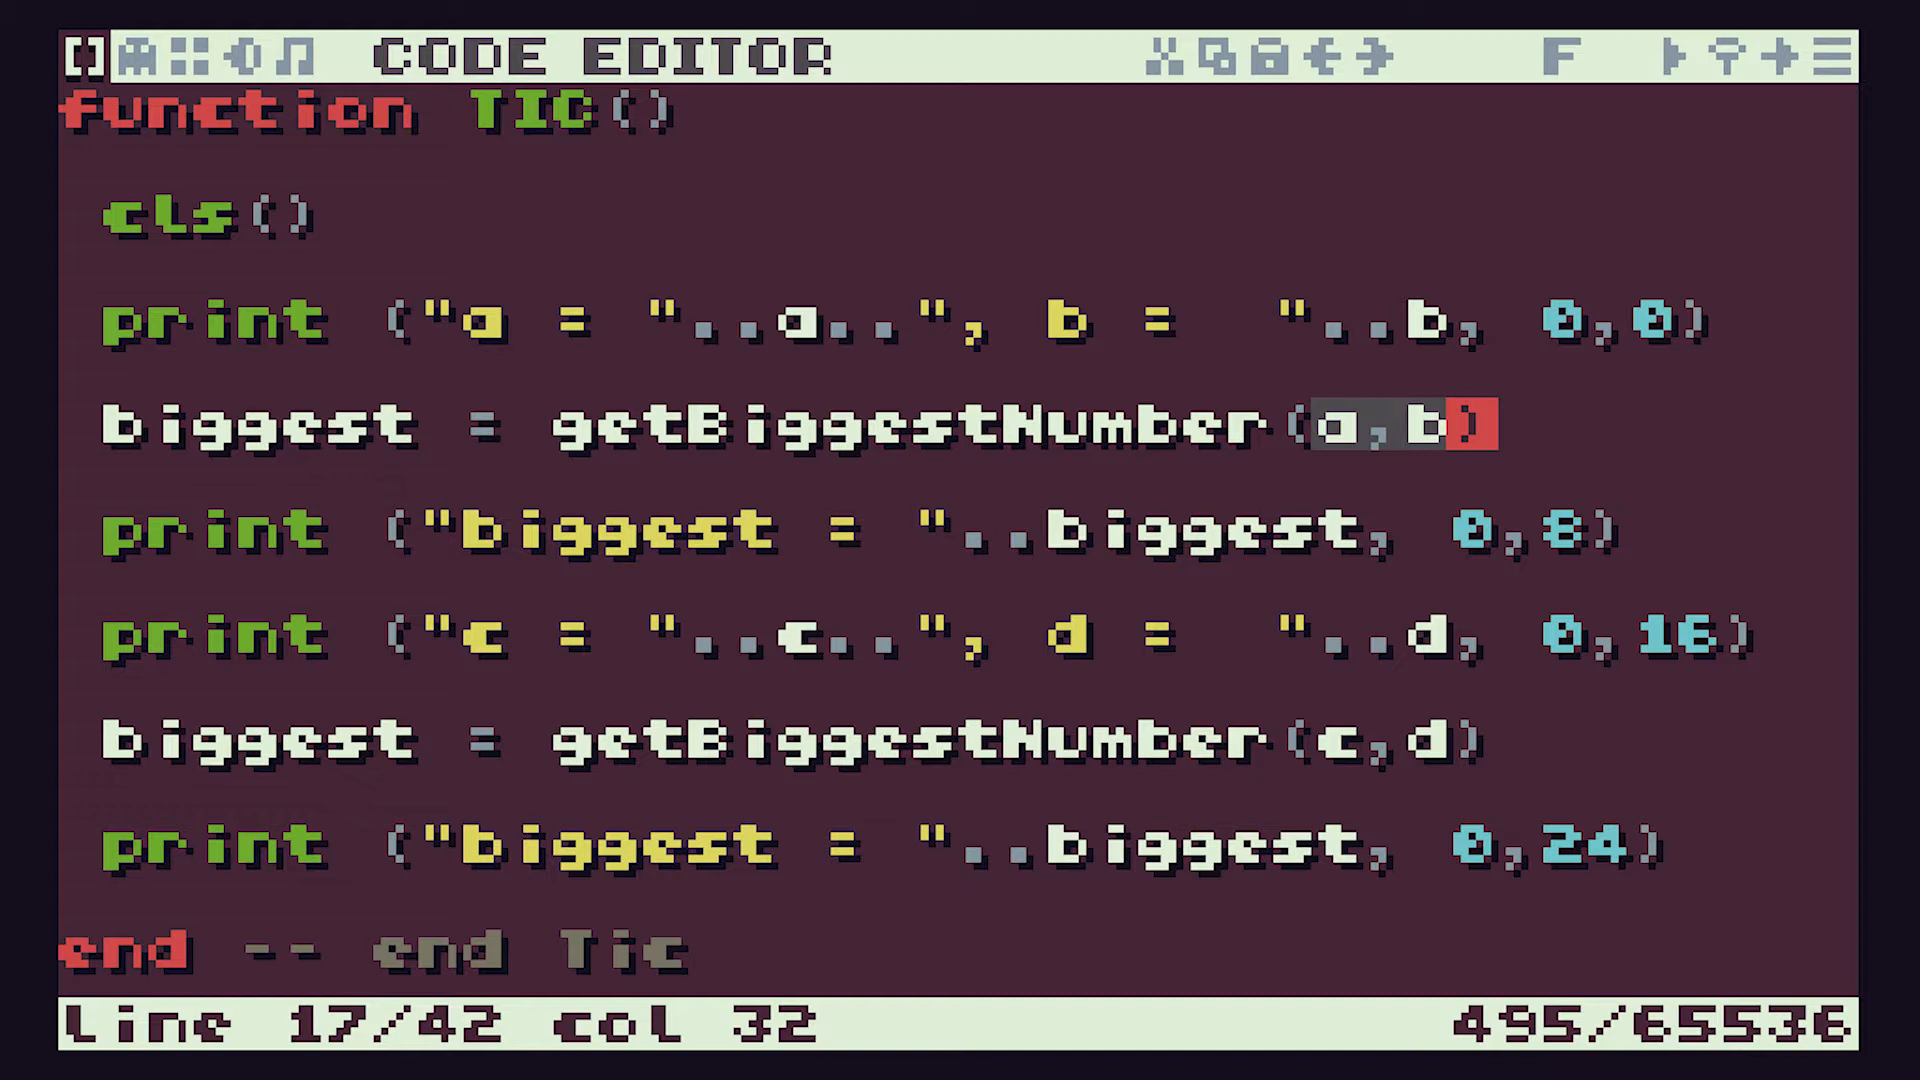 CODE EDITOR F
function TIC()
cls()
print ("a = "..a..", b = "..b, 0,0)
biggest = getBiggestNumber(a,b)
print ("biggest = "..biggest, 0,8)
print ("c = "..c..", d = "..d, 0,16)
biggest = getBiggestNumber(c,d)
print ("biggest = "..biggest, 0,24)
end -- end Tic
line 17/42 col 32 495/65536